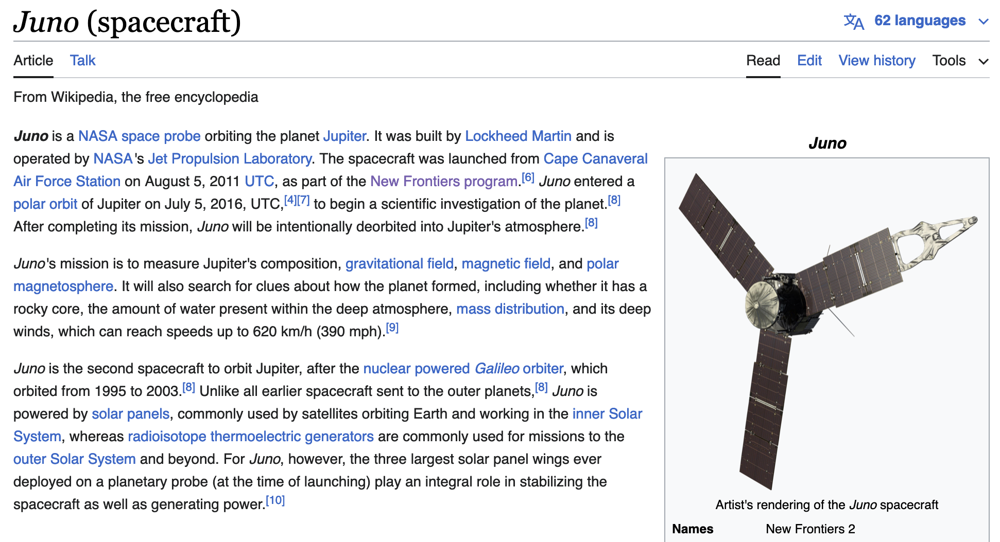 Juno (spacecraft)
62 languages
Article Talk
Read Edit View history Tools
From Wikipedia, the free encyclopedia
Juno is a NASA space probe orbiting the planet Jupiter. It was built by Lockheed Martin and is
operated by NASA's Jet Propulsion Laboratory. The spacecraft was launched from Cape Canaveral
Air Force Station on August 5, 2011 UTC, as part of the New Frontiers program.[6] Juno entered a
polar orbit of Jupiter on July 5, 2016, UTC,[4][7] to begin a scientific investigation of the planet.[8]
After completing its mission, Juno will be intentionally deorbited into Jupiter's atmosphere.[8]
Juno's mission is to measure Jupiter's composition, gravitational field, magnetic field, and polar
magnetosphere. It will also search for clues about how the planet formed, including whether it has a
rocky core, the amount of water present within the deep atmosphere, mass distribution, and its deep
winds, which can reach speeds up to 620 km/h (390 mph).[9]
Juno is the second spacecraft to orbit Jupiter, after the nuclear powered Galileo orbiter, which
orbited from 1995 to 2003.[8] Unlike all earlier spacecraft sent to the outer planets,[8] Juno is
powered by solar panels, commonly used by satellites orbiting Earth and working in the inner Solar
System, whereas radioisotope thermoelectric generators are commonly used for missions to the
outer Solar System and beyond. For Juno, however, the three largest solar panel wings ever
deployed on a planetary probe (at the time of launching) play an integral role in stabilizing the
spacecraft as well as generating power.[10]
Juno
Artist's rendering of the Juno spacecraft
Names New Frontiers 2